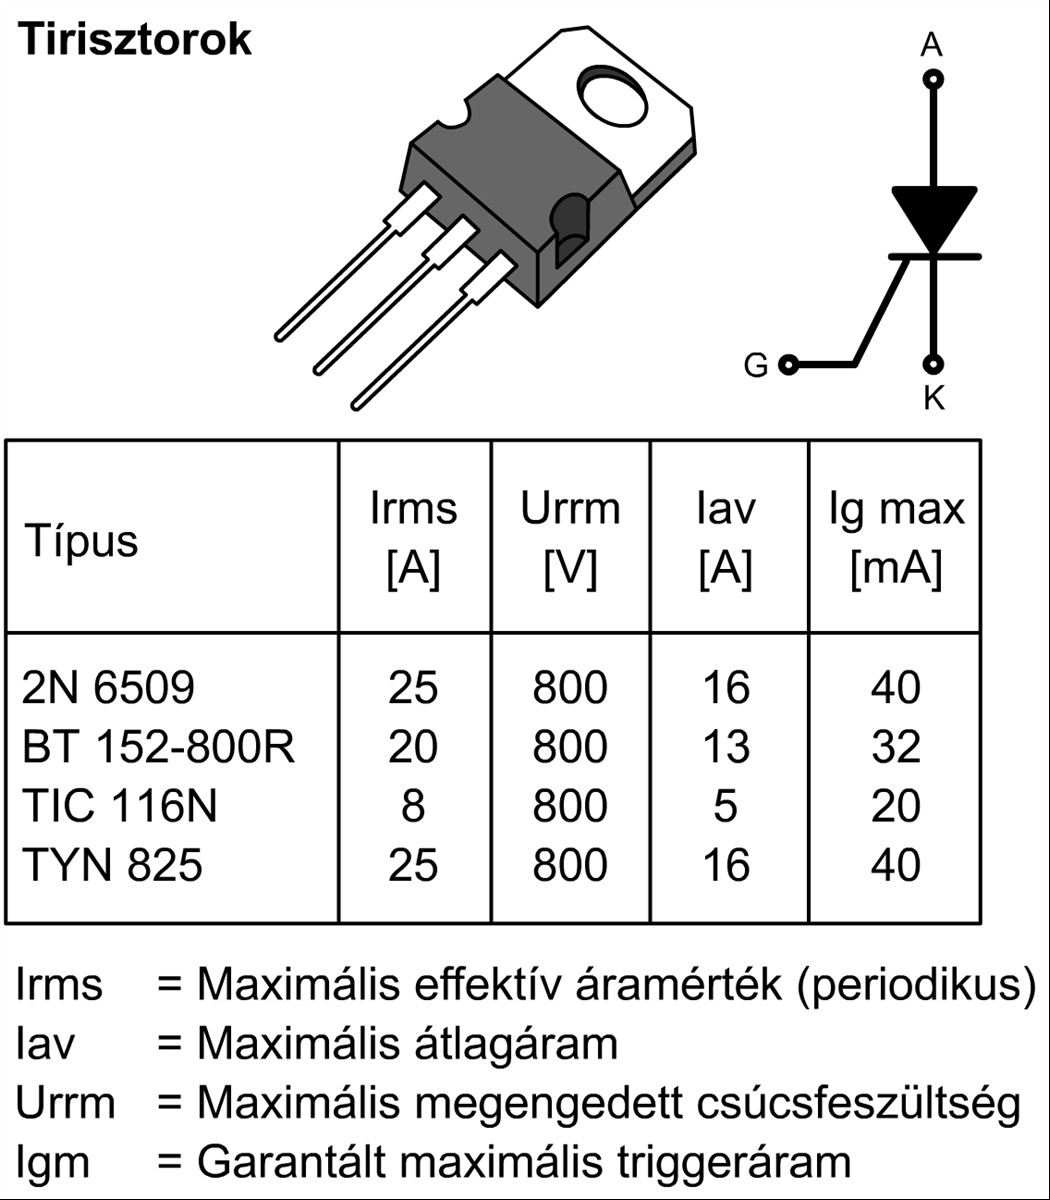 Tirisztorok
A
G
K
Típus Irms [A] Urrm [V] Iav [A] Ig max [mA]
2N 6509 25 800 16 40
BT 152-800R 20 800 13 32
TIC 116N 8 800 5 20
TYN 825 25 800 16 40
Irms = Maximális effektív áramérték (periodikus)
Iav = Maximális átlagáram
Urrm = Maximális megengedett csúcsfeszültség
Igm = Garantált maximális triggeráram